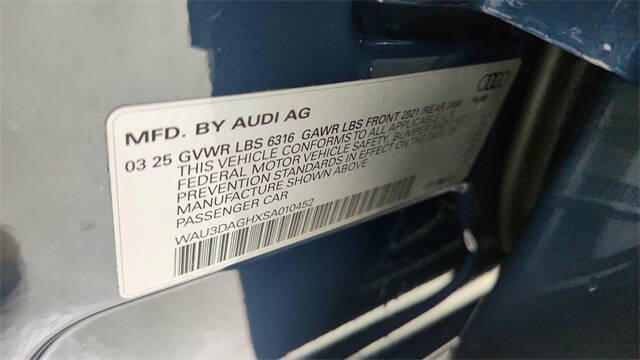 MFD. BY AUDI AG
03 25 GVWR LBS 6316 GAWR LBS FRONT 2921 /REAR 3494
THIS VEHICLE CONFORMS TO ALL APPLICABLE U.S.
FEDERAL MOTOR VEHICLE SAFETY, BUMPER AND THEFT
PREVENTION STANDARDS IN EFFECT ON THE DATE OF
MANUFACTURE SHOWN ABOVE
PASSENGER CAR
WAU3DAGHXSA010452